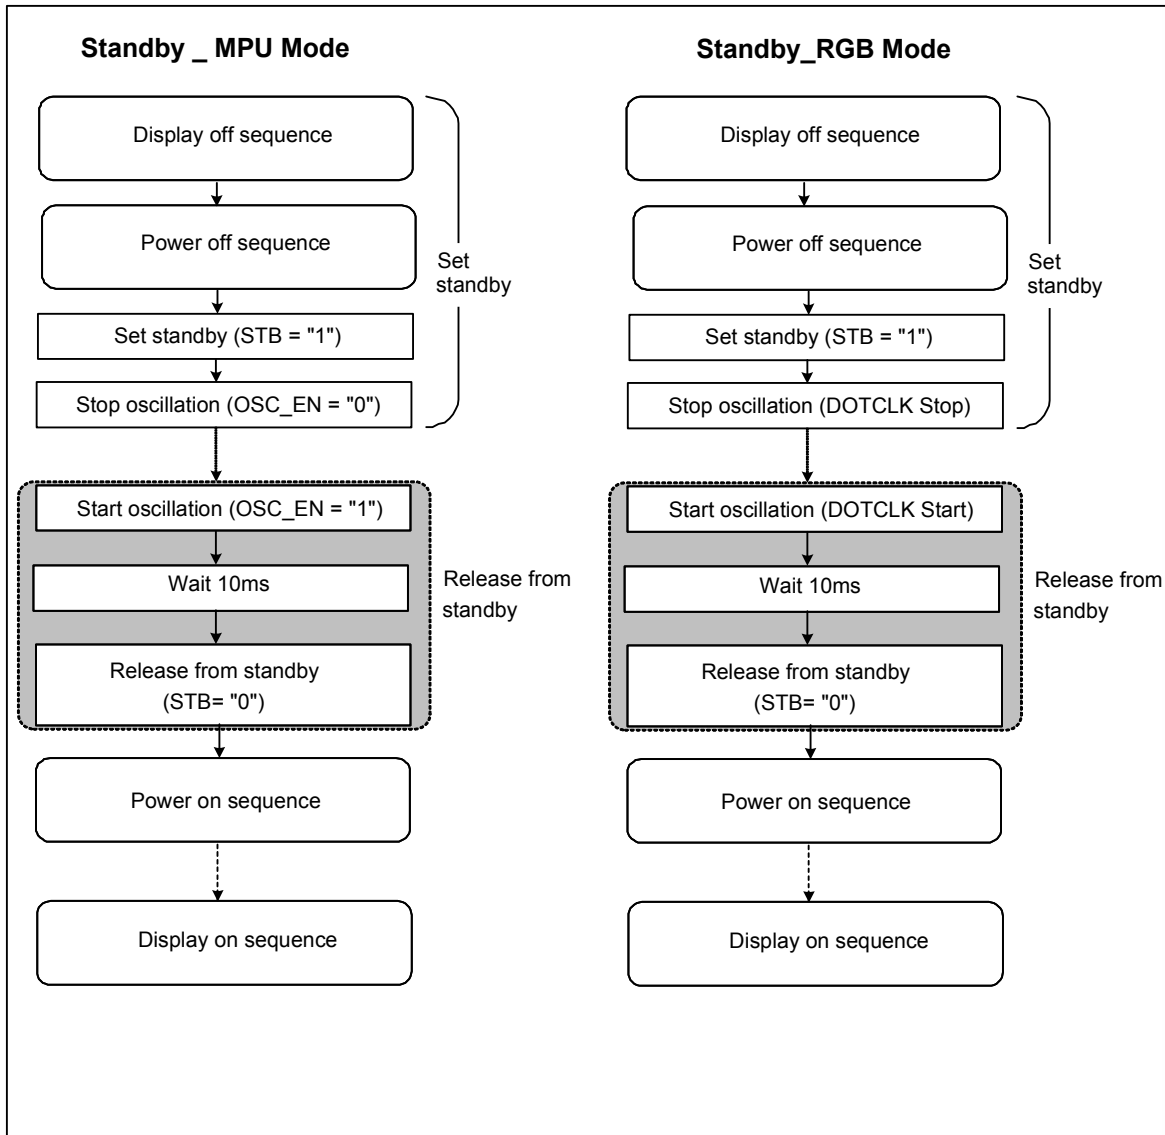 Standby _ MPU Mode
Display off sequence
Power off sequence
Set standby (STB = "1")
Stop oscillation (OSC_EN = "0")
Set
standby
Start oscillation (OSC_EN = "1")
Wait 10ms
Release from standby
(STB= "0")
Release from
standby
Power on sequence
Display on sequence
Standby_RGB Mode
Display off sequence
Power off sequence
Set standby (STB = "1")
Stop oscillation (DOTCLK Stop)
Set
standby
Start oscillation (DOTCLK Start)
Wait 10ms
Release from standby
(STB= "0")
Release from
standby
Power on sequence
Display on sequence